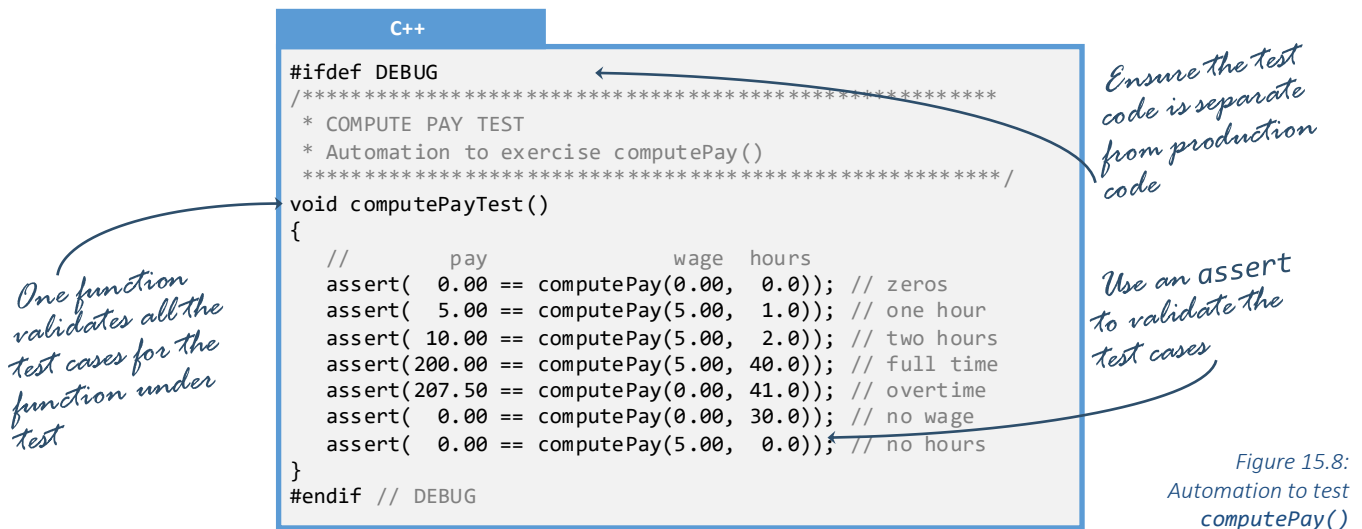 C++
#ifdef DEBUG
/*********************************************************
 * COMPUTE PAY TEST
 * Automation to exercise computePay()
 *********************************************************/
void computePayTest()
{
   //        pay                 wage  hours
   assert(  0.00 == computePay(0.00,  0.0)); // zeros
   assert(  5.00 == computePay(5.00,  1.0)); // one hour
   assert( 10.00 == computePay(5.00,  2.0)); // two hours
   assert(200.00 == computePay(5.00, 40.0)); // full time
   assert(207.50 == computePay(0.00, 41.0)); // overtime
   assert(  0.00 == computePay(0.00, 30.0)); // no wage
   assert(  0.00 == computePay(5.00,  0.0)); // no hours
}
#endif // DEBUG
One function
validates all the
test cases for the
function under
test
Ensure the test
code is separate
from production
code
Use an assert
to validate the
test cases
Figure 15.8:
Automation to test
computePay()